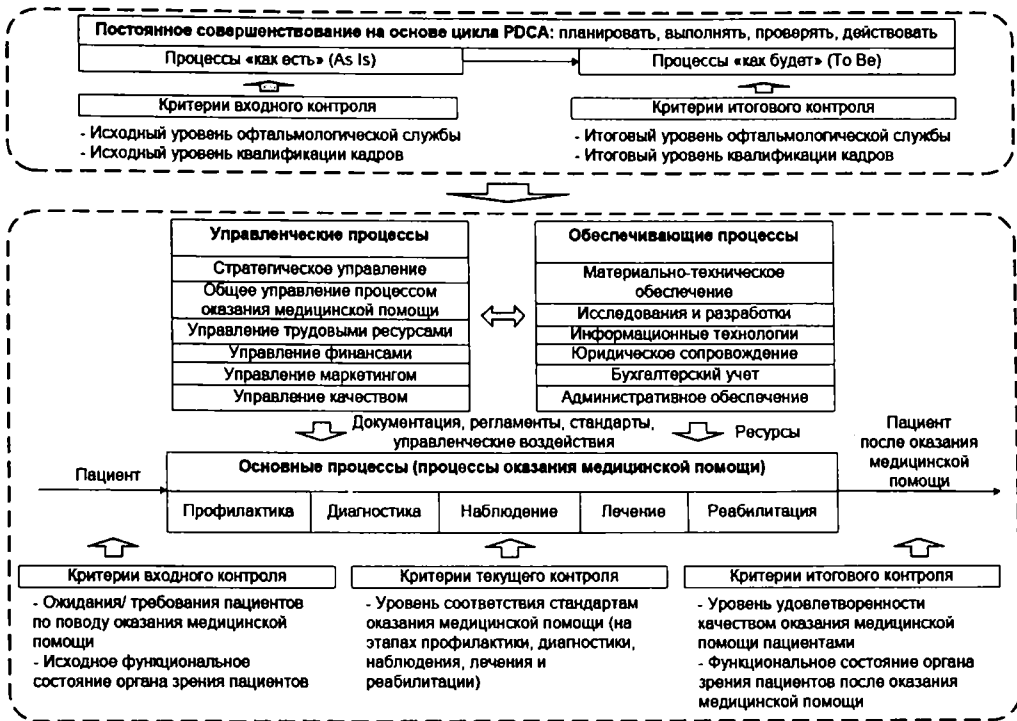 Постоянное совершенствование на основе цикла PDCA: планировать, выполнять, проверять, действовать
Процессы «как есть» (As Is)
Процессы «как будет» (To Be)
Критерии входного контроля
- Исходный уровень офтальмологической службы
- Исходный уровень квалификации кадров
Критерии итогового контроля
- Итоговый уровень офтальмологической службы
- Итоговый уровень квалификации кадров
Управленческие процессы
Стратегическое управление
Общее управление процессом
оказания медицинской помощи
Управление трудовыми ресурсами
Управление финансами
Управление маркетингом
Управление качеством
Обеспечивающие процессы
Материально-техническое
обеспечение
Исследования и разработки
Информационные технологии
Юридическое сопровождение
Бухгалтерский учет
Административное обеспечение
Документация, регламенты, стандарты,
управленческие воздействия
Ресурсы
Пациент
Основные процессы (процессы оказания медицинской помощи)
Профилактика
Диагностика
Наблюдение
Лечение
Реабилитация
Пациент
после оказания
медицинской
помощи
Критерии входного контроля
- Ожидания/ требования пациентов
по поводу оказания медицинской
помощи
- Исходное функциональное
состояние органа зрения пациентов
Критерии текущего контроля
- Уровень соответствия стандартам
оказания медицинской помощи (на
этапах профилактики, диагностики,
наблюдения, лечения и
реабилитации)
Критерии итогового контроля
- Уровень удовлетворенности
качеством оказания медицинской
помощи пациентами
- Функциональное состояние органа
зрения пациентов после оказания
медицинской помощи